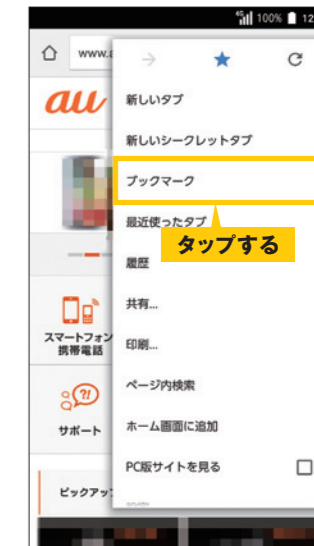 100% 12
www.a
au
新しいタブ
新しいシークレットタブ
ブックマーク
最近使ったタブ
タップする
履歴
共有...
スマートフォン
携帯電話
印刷...
ページ内検索
サポート
ホーム画面に追加
PC版サイトを見る
ピックアップ